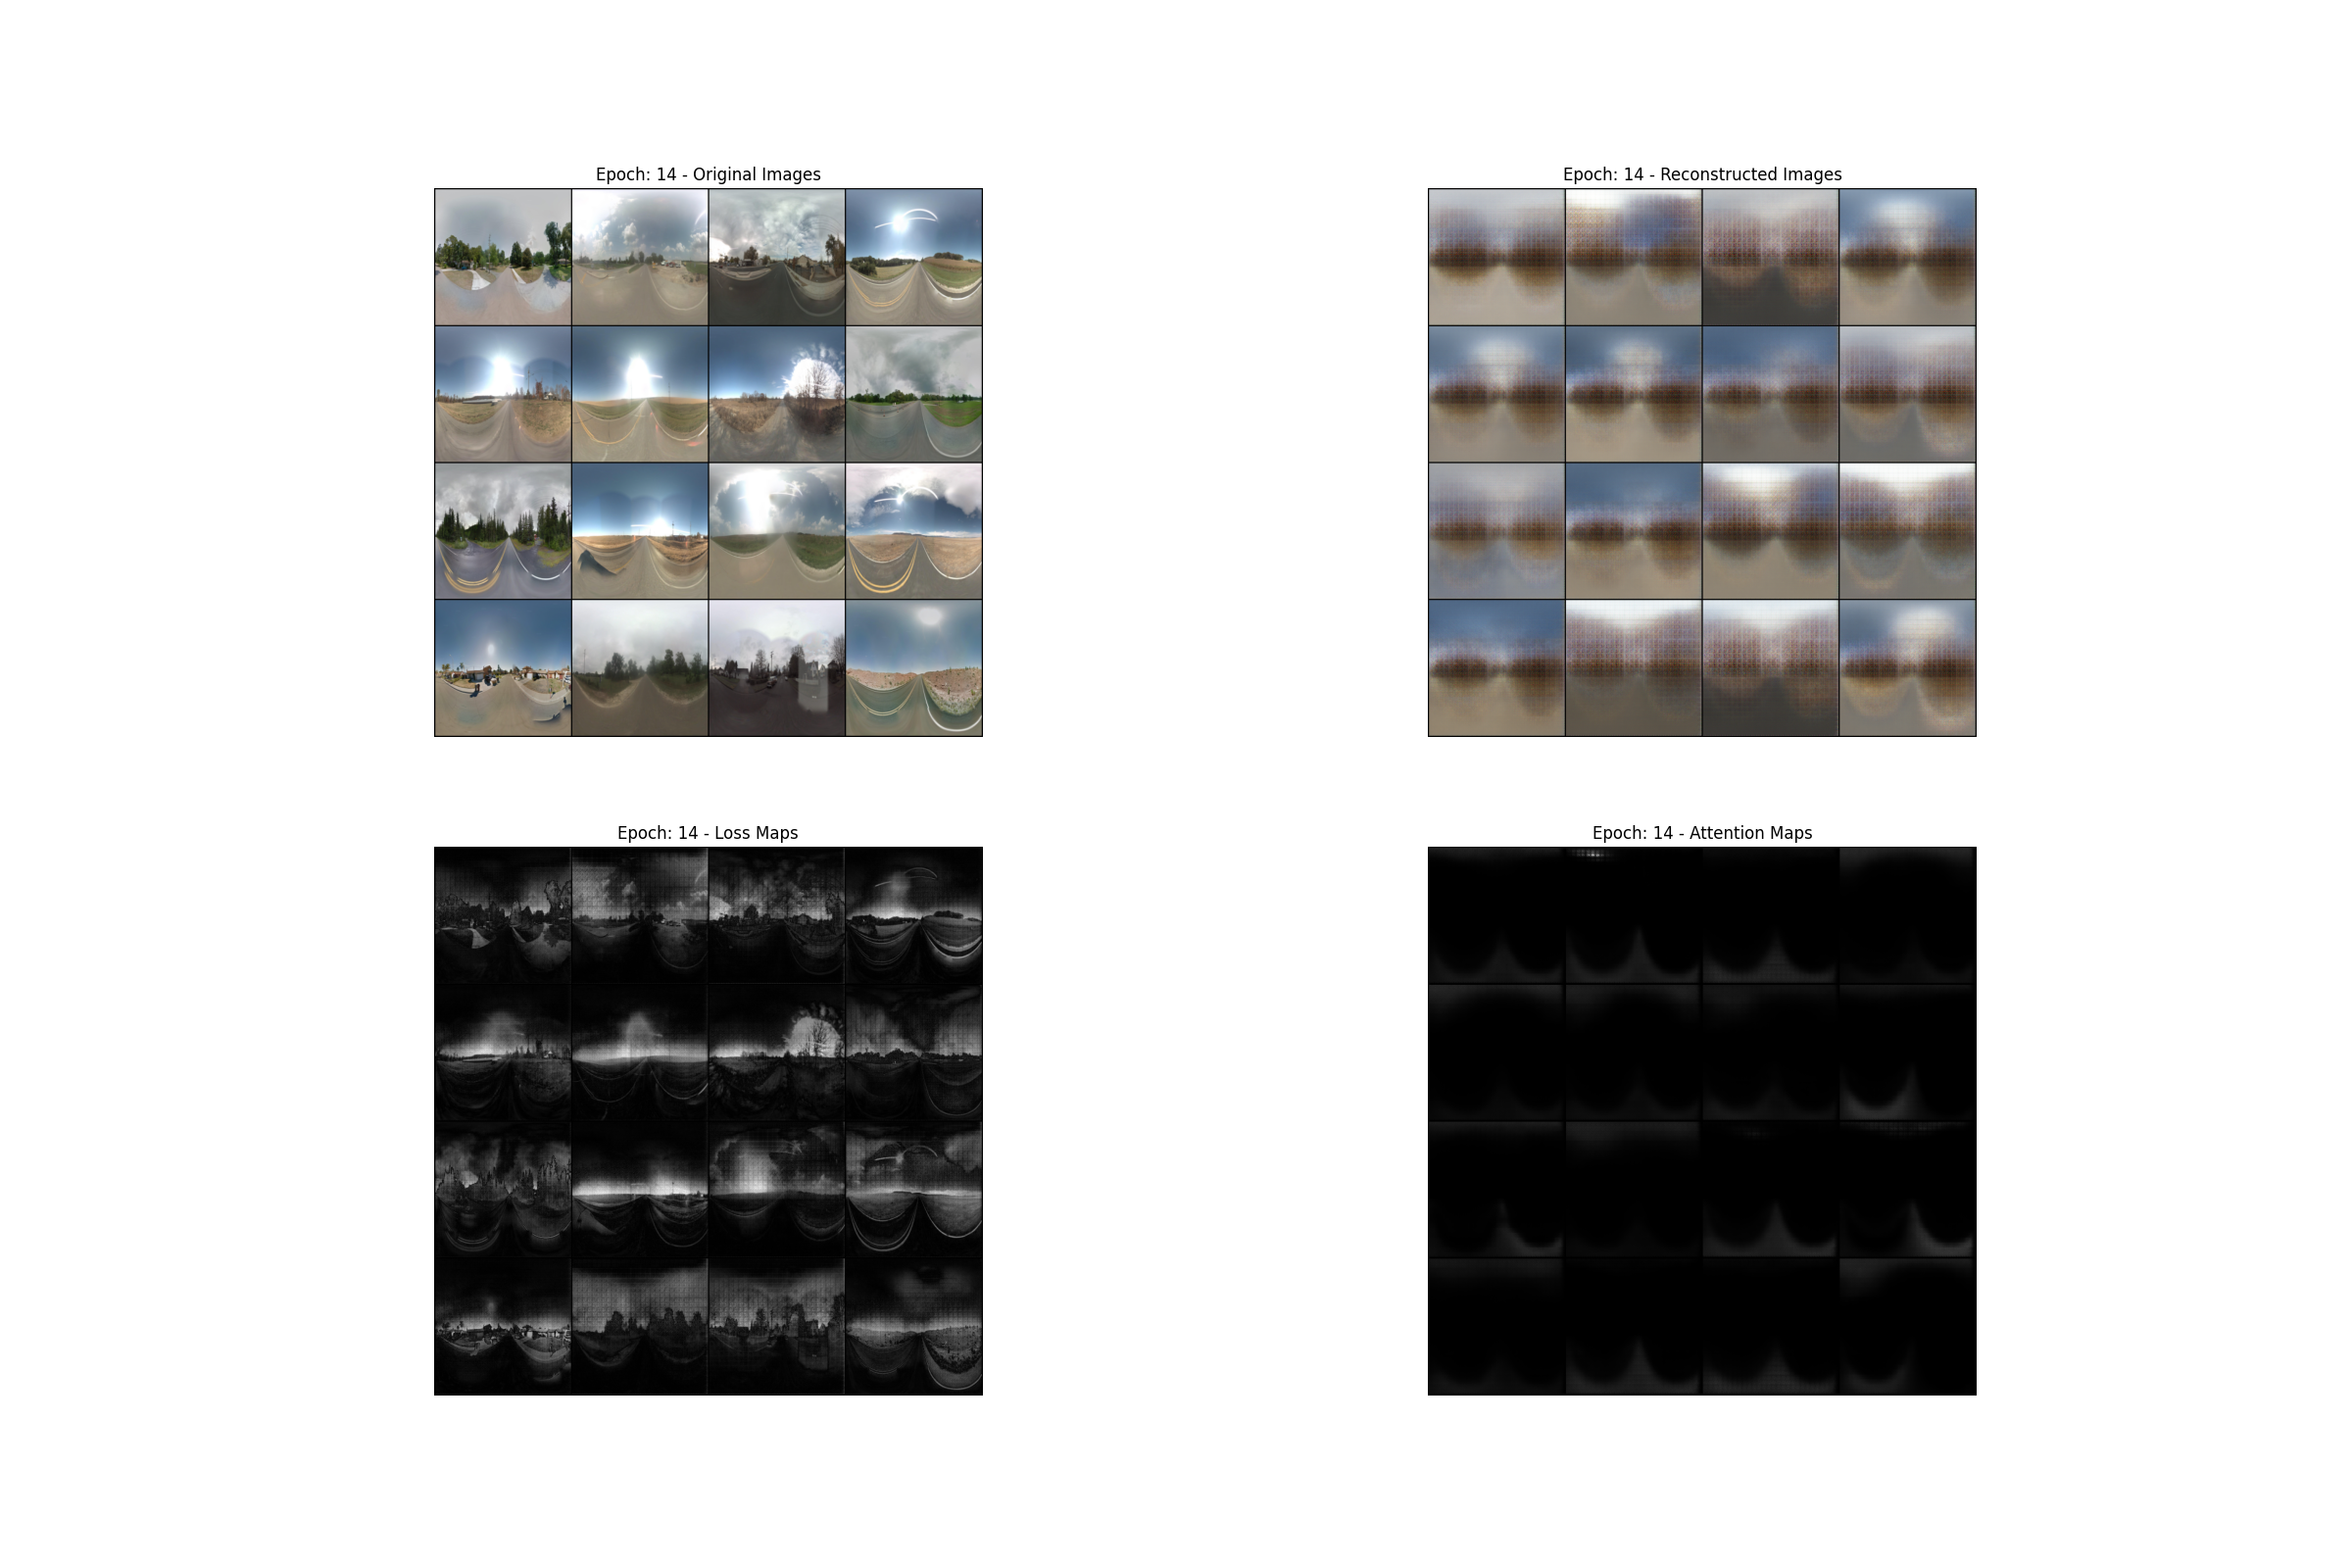 Epoch: 14 - Original Images
Epoch: 14 - Reconstructed Images
Epoch: 14 - Loss Maps
Epoch: 14 - Attention Maps